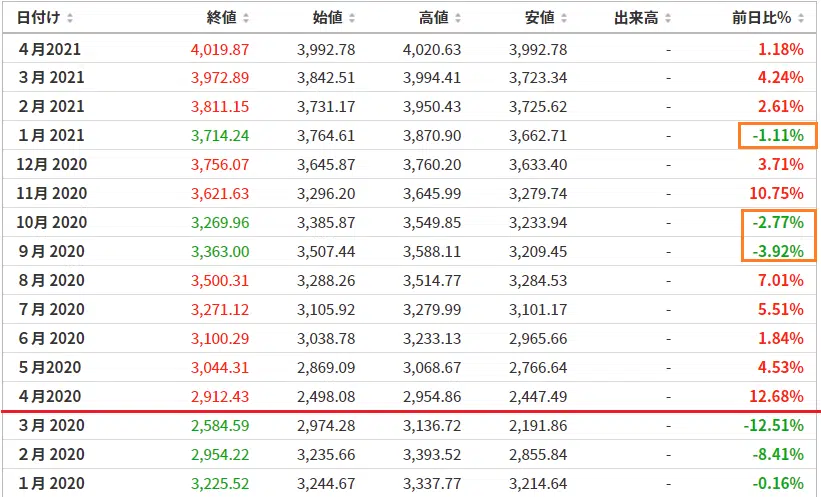 日付け 終値 始値 高値 安値 出来高 前日比%
4月2021 4,019.87 3,992.78 4,020.63 3,992.78 - 1.18%
3月 2021 3,972.89 3,842.51 3,994.41 3,723.34 - 4.24%
2月 2021 3,811.15 3,731.17 3,950.43 3,725.62 - 2.61%
1月 2021 3,714.24 3,764.61 3,870.90 3,662.71 - -1.11%
12月 2020 3,756.07 3,645.87 3,760.20 3,633.40 - 3.71%
11月 2020 3,621.63 3,296.20 3,645.99 3,279.74 - 10.75%
10月 2020 3,269.96 3,385.87 3,549.85 3,233.94 - -2.77%
9月 2020 3,363.00 3,507.44 3,588.11 3,209.45 - -3.92%
8月 2020 3,500.31 3,288.26 3,514.77 3,284.53 - 7.01%
7月 2020 3,271.12 3,105.92 3,279.99 3,101.17 - 5.51%
6月 2020 3,100.29 3,038.78 3,233.13 2,965.66 - 1.84%
5月 2020 3,044.31 2,869.09 3,068.67 2,766.64 - 4.53%
4月2020 2,912.43 2,498.08 2,954.86 2,447.49 - 12.68%
3月 2020 2,584.59 2,974.28 3,136.72 2,191.86 - -12.51%
2月 2020 2,954.22 3,235.66 3,393.52 2,855.84 - -8.41%
1月 2020 3,225.52 3,244.67 3,337.77 3,214.64 - -0.16%